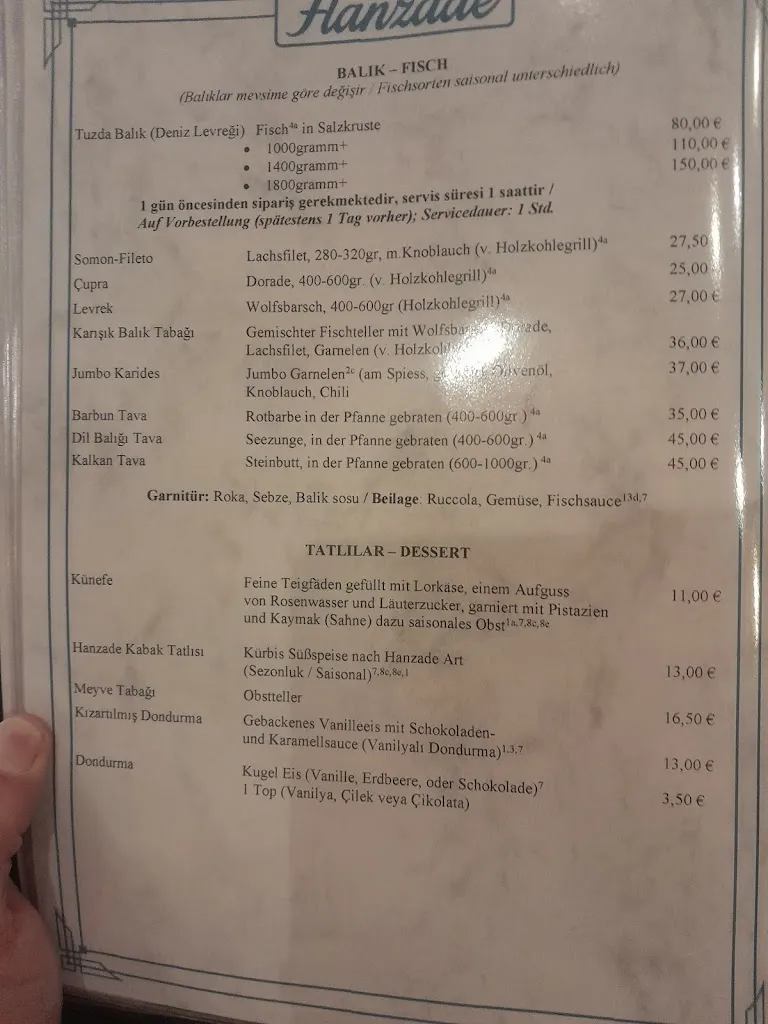 Hanzade
BALIK – FISCH
(Balıklar mevsime göre değişir / Fischsorten saisonal unterschiedlich)
Tuzda Balık (Deniz Levreği) Fisch4a in Salzkruste
• 1000gramm+ 80,00 €
• 1400gramm+ 110,00 €
• 1800gramm+ 150,00 €
1 gün öncesinden sipariş gerekmektedir, servis süresi 1 saattir /
Auf Vorbestellung (spätestens 1 Tag vorher); Servicedauer: 1 Std.
Somon-Fileto Lachsfilet, 280-320gr, m.Knoblauch (v. Holzkohlegrill)4a 27,50
Çupra Dorade, 400-600gr. (v. Holzkohlegrill)4a 25,00
Levrek Wolfsbarsch, 400-600gr (Holzkohlegrill)4a 27,00 €
Karışık Balık Tabağı Gemischter Fischteller mit
Lachsfilet, Garnelen (v. 36,00 €
Jumbo Karides Jumbo Garnelen2c (am Spiess, Olivenöl, 37,00 €
Knoblauch, Chili
Barbun Tava Rotbarbe in der Pfanne gebraten (400-600gr.) 4a 35,00 €
Dil Balığı Tava Seezunge, in der Pfanne gebraten (400-600gr.) 4a 45,00 €
Kalkan Tava Steinbutt, in der Pfanne gebraten (600-1000gr.) 4a 45,00 €
Garnitür: Roka, Sebze, Balik sosu / Beilage: Ruccola, Gemüse, Fischsauce13d,7
TATLILAR – DESSERT
Künefe Feine Teigfäden gefüllt mit Lorkäse, einem Aufguss
von Rosenwasser und Läuterzucker, garniert mit Pistazien 11,00 €
und Kaymak (Sahne) dazu saisonales Obst1a,7,8c,8e
Hanzade Kabak Tatlısı Kürbis Süßspeise nach Hanzade Art
(Sezonluk / Saisonal)7,8c,8e,1 13,00 €
Meyve Tabağı Obstteller 16,50 €
Kızartılmış Dondurma Gebackenes Vanilleeis mit Schokoladen-
und Karamellsauce (Vanilyalı Dondurma)1,3,7 13,00 €
Dondurma Kugel Eis (Vanille, Erdbeere, oder Schokolade)7
1 Top (Vanilya, Çilek veya Çikolata) 3,50 €